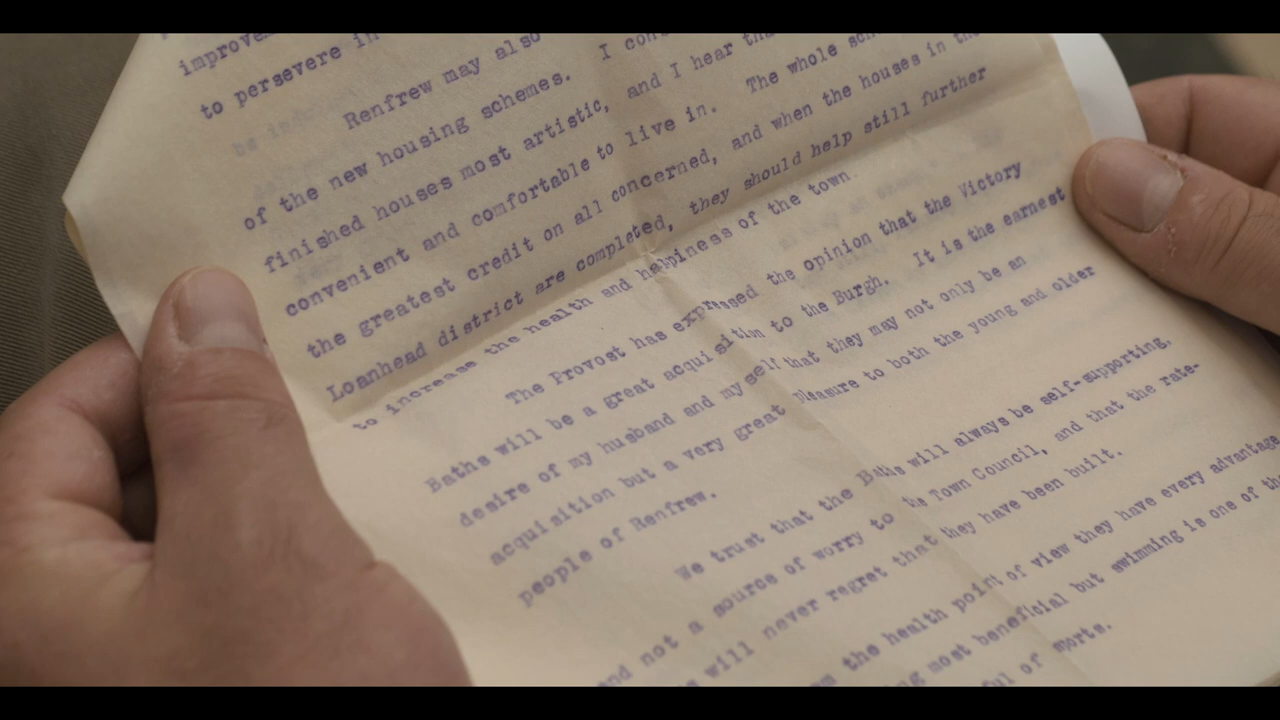 to persevere in
Renfrew may also
of the new housing schemes. I
finished houses most artistic, and I hear
convenient and comfortable to live in. The whole
the greatest credit on all concerned, and when the houses in
Loanhead district are completed, they should help still further
to increase the health and happiness of the town.
The Provost has expressed the opinion that the Victory
Baths will be a great acquisition to the Burgh. It is the earnest
desire of my husband and myself that they may not only be an
acquisition but a very great pleasure to both the young and older
people of Renfrew.
We trust that the Baths will always be self-supporting,
and not a source of worry to the Town Council, and that the rate-
will never regret that they have been built.
the health point of view they have every advantage
most beneficial but swimming is one of
of sports.